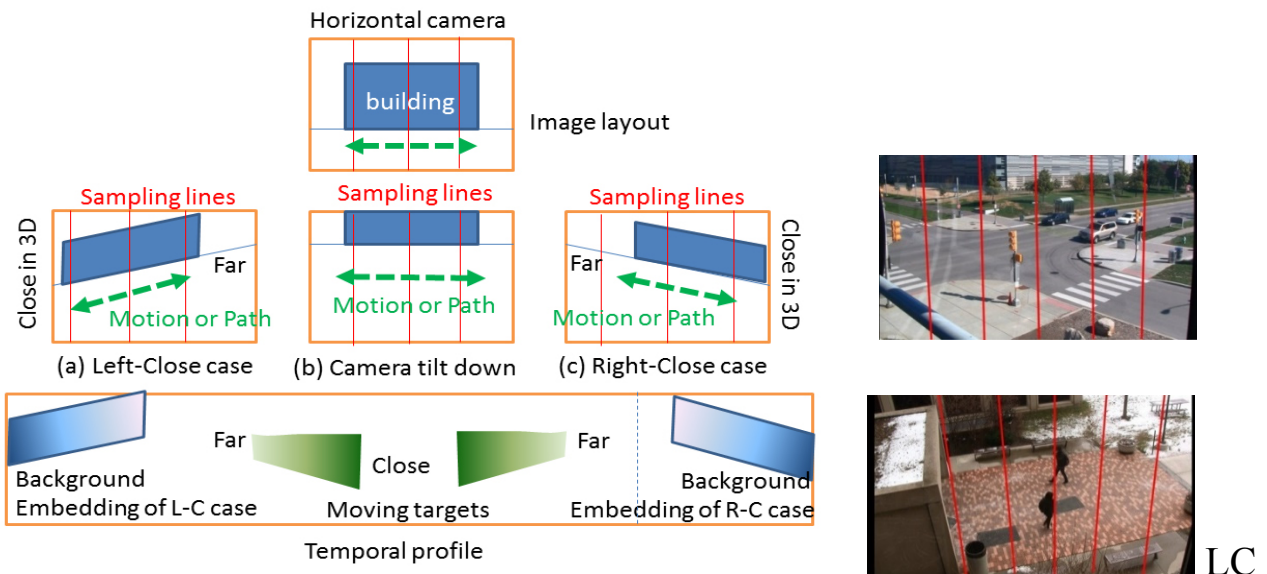 Horizontal camera
building
Image layout
Sampling lines
Sampling lines
Sampling lines
Close in 3D
Far
Motion or Path
Motion or Path
Far
Motion or Path
Close in 3D
(a) Left-Close case
(b) Camera tilt down
(c) Right-Close case
Far
Close
Far
Background
Embedding of L-C case
Moving targets
Background
Embedding of R-C case
Temporal profile
LC